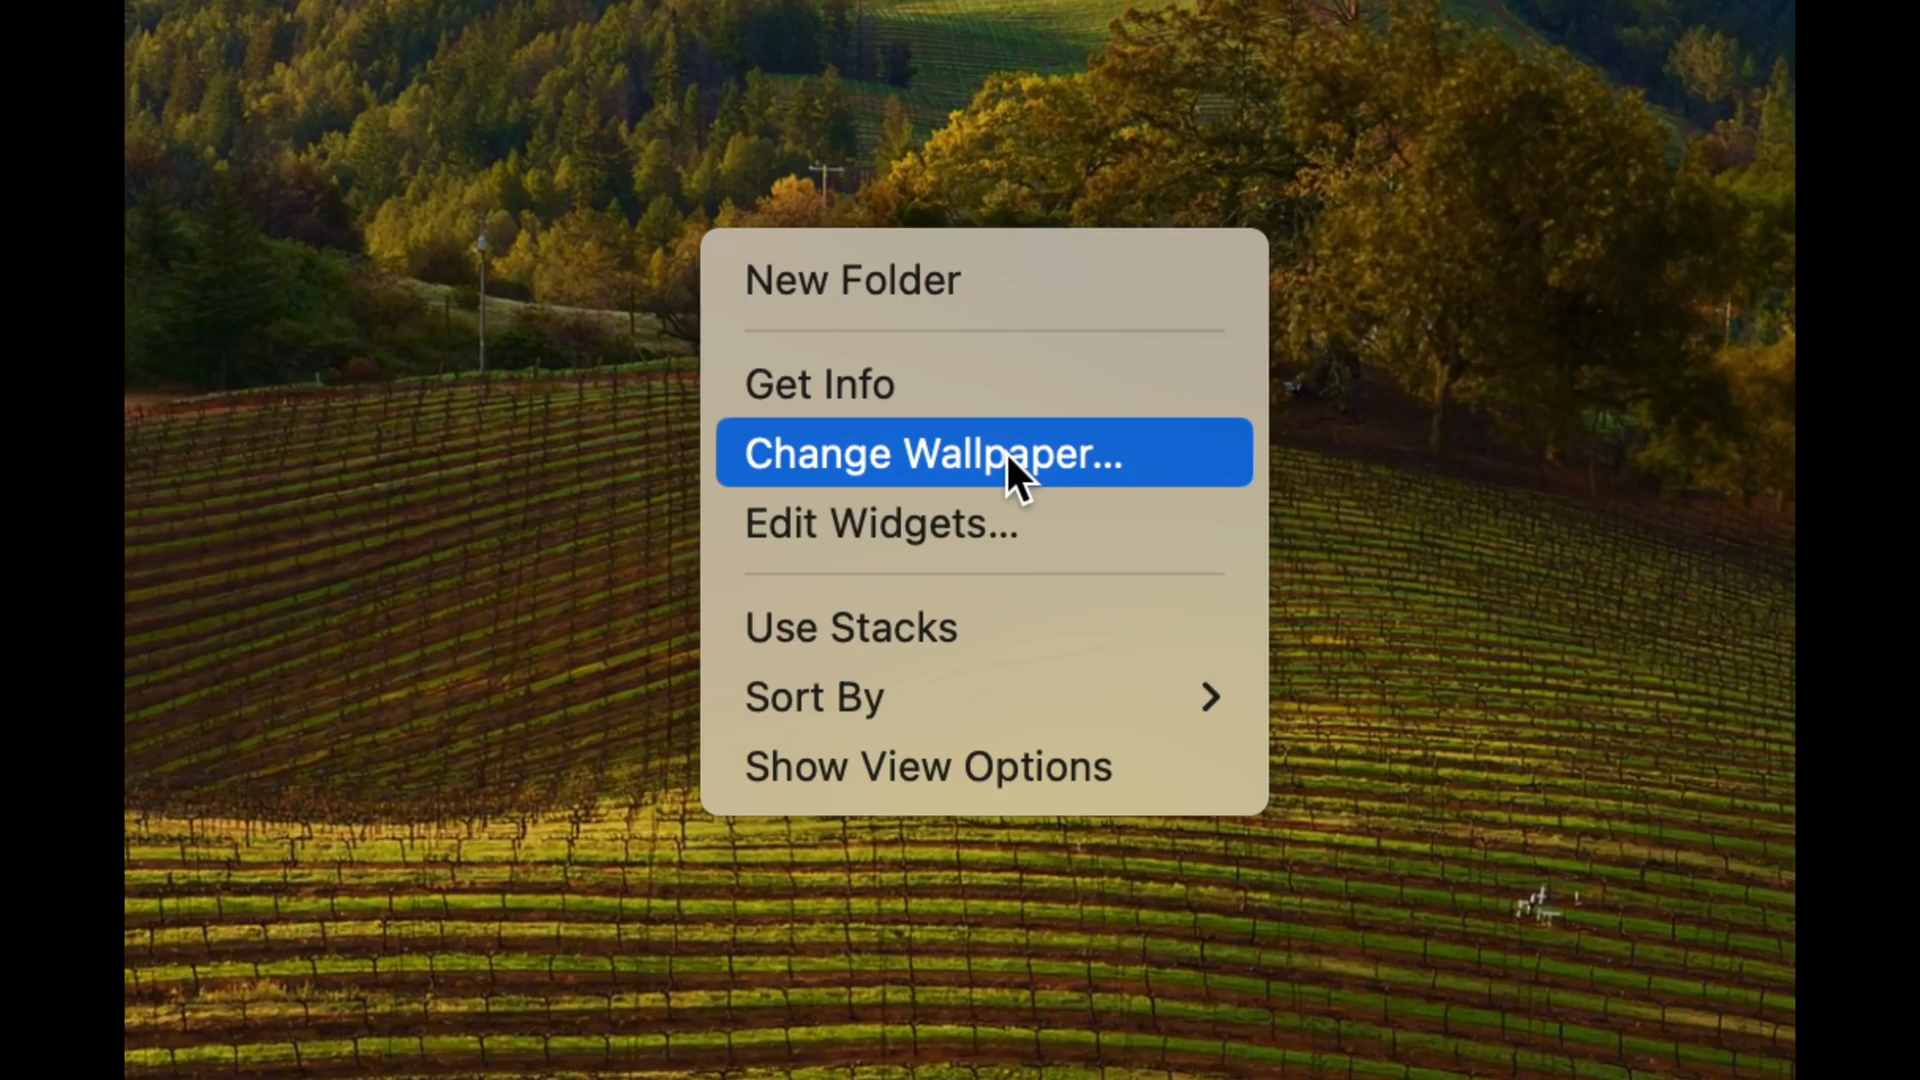 New Folder
Get Info
Change Wallpaper...
Edit Widgets...
Use Stacks
Sort By
Show View Options